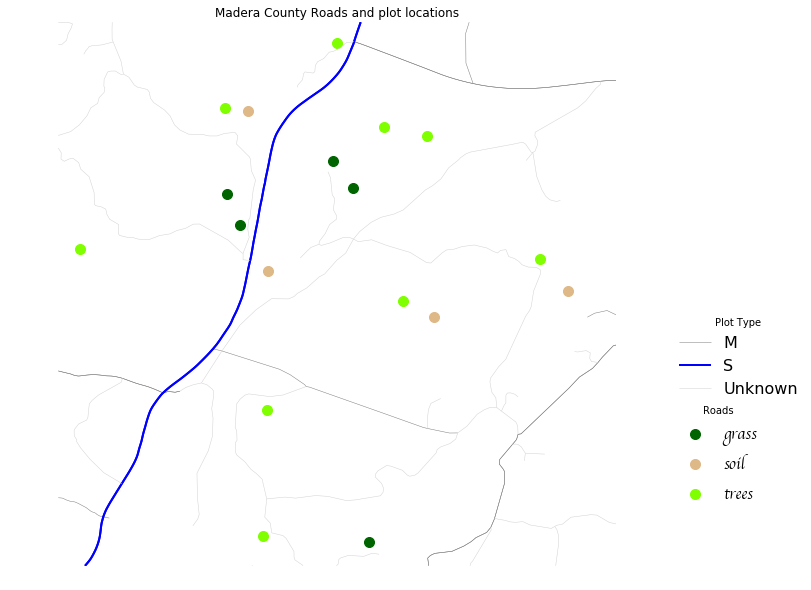 Madera County Roads and plot locations
Plot Type
M
S
Unknown
Roads
grass
soil
trees